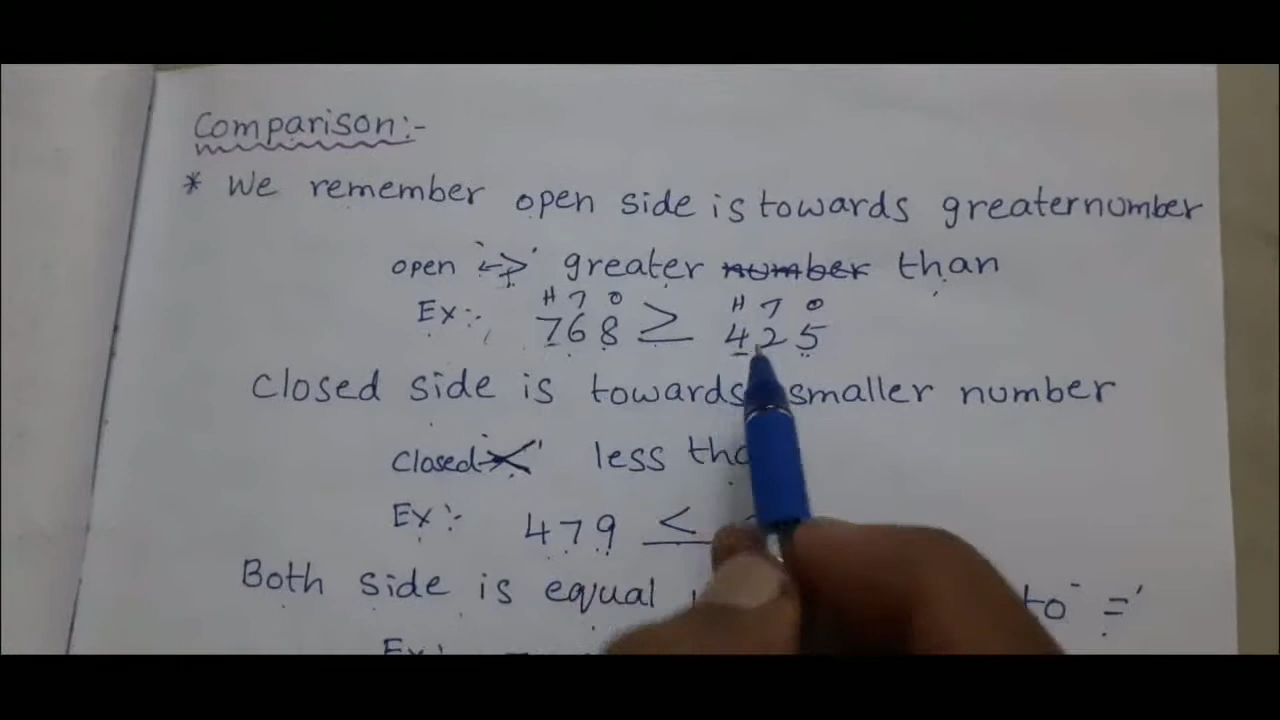 Comparison:-
* We remember open side is towards greater number
open '>' greater number than
H T O H T O
Ex:- 768 > 425
Closed side is towards smaller number
Closed '<' less
Ex:- 479 <
Both side is equal to '='
Ex: